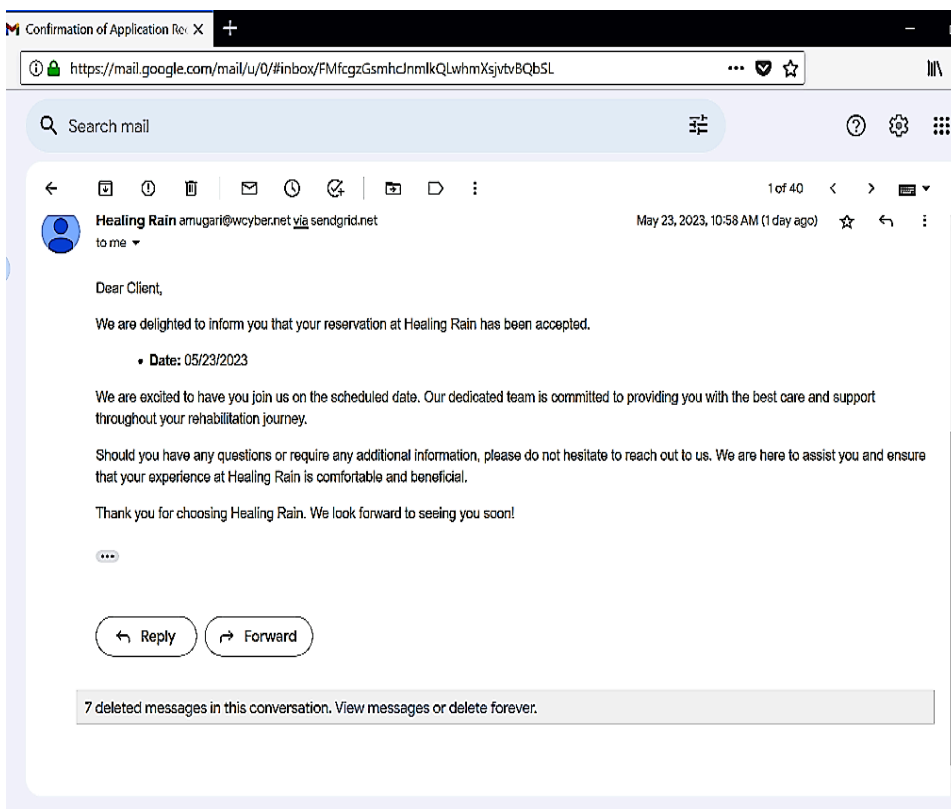 Confirmation of Application Rec
https://mail.google.com/mail/u/0/#inbox/FMfcgzGsmhcJnmlkQLwhmXsjvtvBQbSL
Search mail
1 of 40
Healing Rain amugari@wcyber.net via sendgrid.net May 23, 2023, 10:58 AM (1 day ago)
to me
Dear Client,
We are delighted to inform you that your reservation at Healing Rain has been accepted.
• Date: 05/23/2023
We are excited to have you join us on the scheduled date. Our dedicated team is committed to providing you with the best care and support
throughout your rehabilitation journey.
Should you have any questions or require any additional information, please do not hesitate to reach out to us. We are here to assist you and ensure
that your experience at Healing Rain is comfortable and beneficial.
Thank you for choosing Healing Rain. We look forward to seeing you soon!
Reply Forward
7 deleted messages in this conversation. View messages or delete forever.